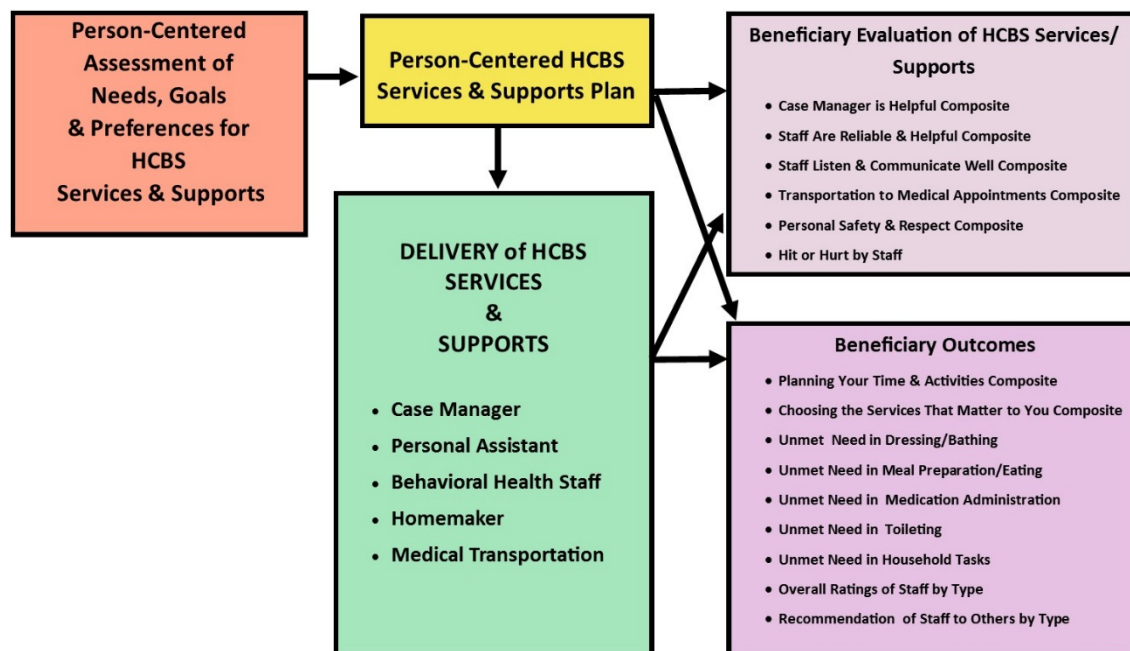 Person-Centered
Assessment of
Needs, Goals
& Preferences for
HCBS
Services & Supports
Person-Centered HCBS
Services & Supports Plan
DELIVERY of HCBS
SERVICES
&
SUPPORTS
• Case Manager
• Personal Assistant
• Behavioral Health Staff
• Homemaker
• Medical Transportation
Beneficiary Evaluation of HCBS Services/
Supports
• Case Manager is Helpful Composite
• Staff Are Reliable & Helpful Composite
• Staff Listen & Communicate Well Composite
• Transportation to Medical Appointments Composite
• Personal Safety & Respect Composite
• Hit or Hurt by Staff
Beneficiary Outcomes
• Planning Your Time & Activities Composite
• Choosing the Services That Matter to You Composite
• Unmet Need in Dressing/Bathing
• Unmet Need in Meal Preparation/Eating
• Unmet Need in Medication Administration
• Unmet Need in Toileting
• Unmet Need in Household Tasks
• Overall Ratings of Staff by Type
• Recommendation of Staff to Others by Type